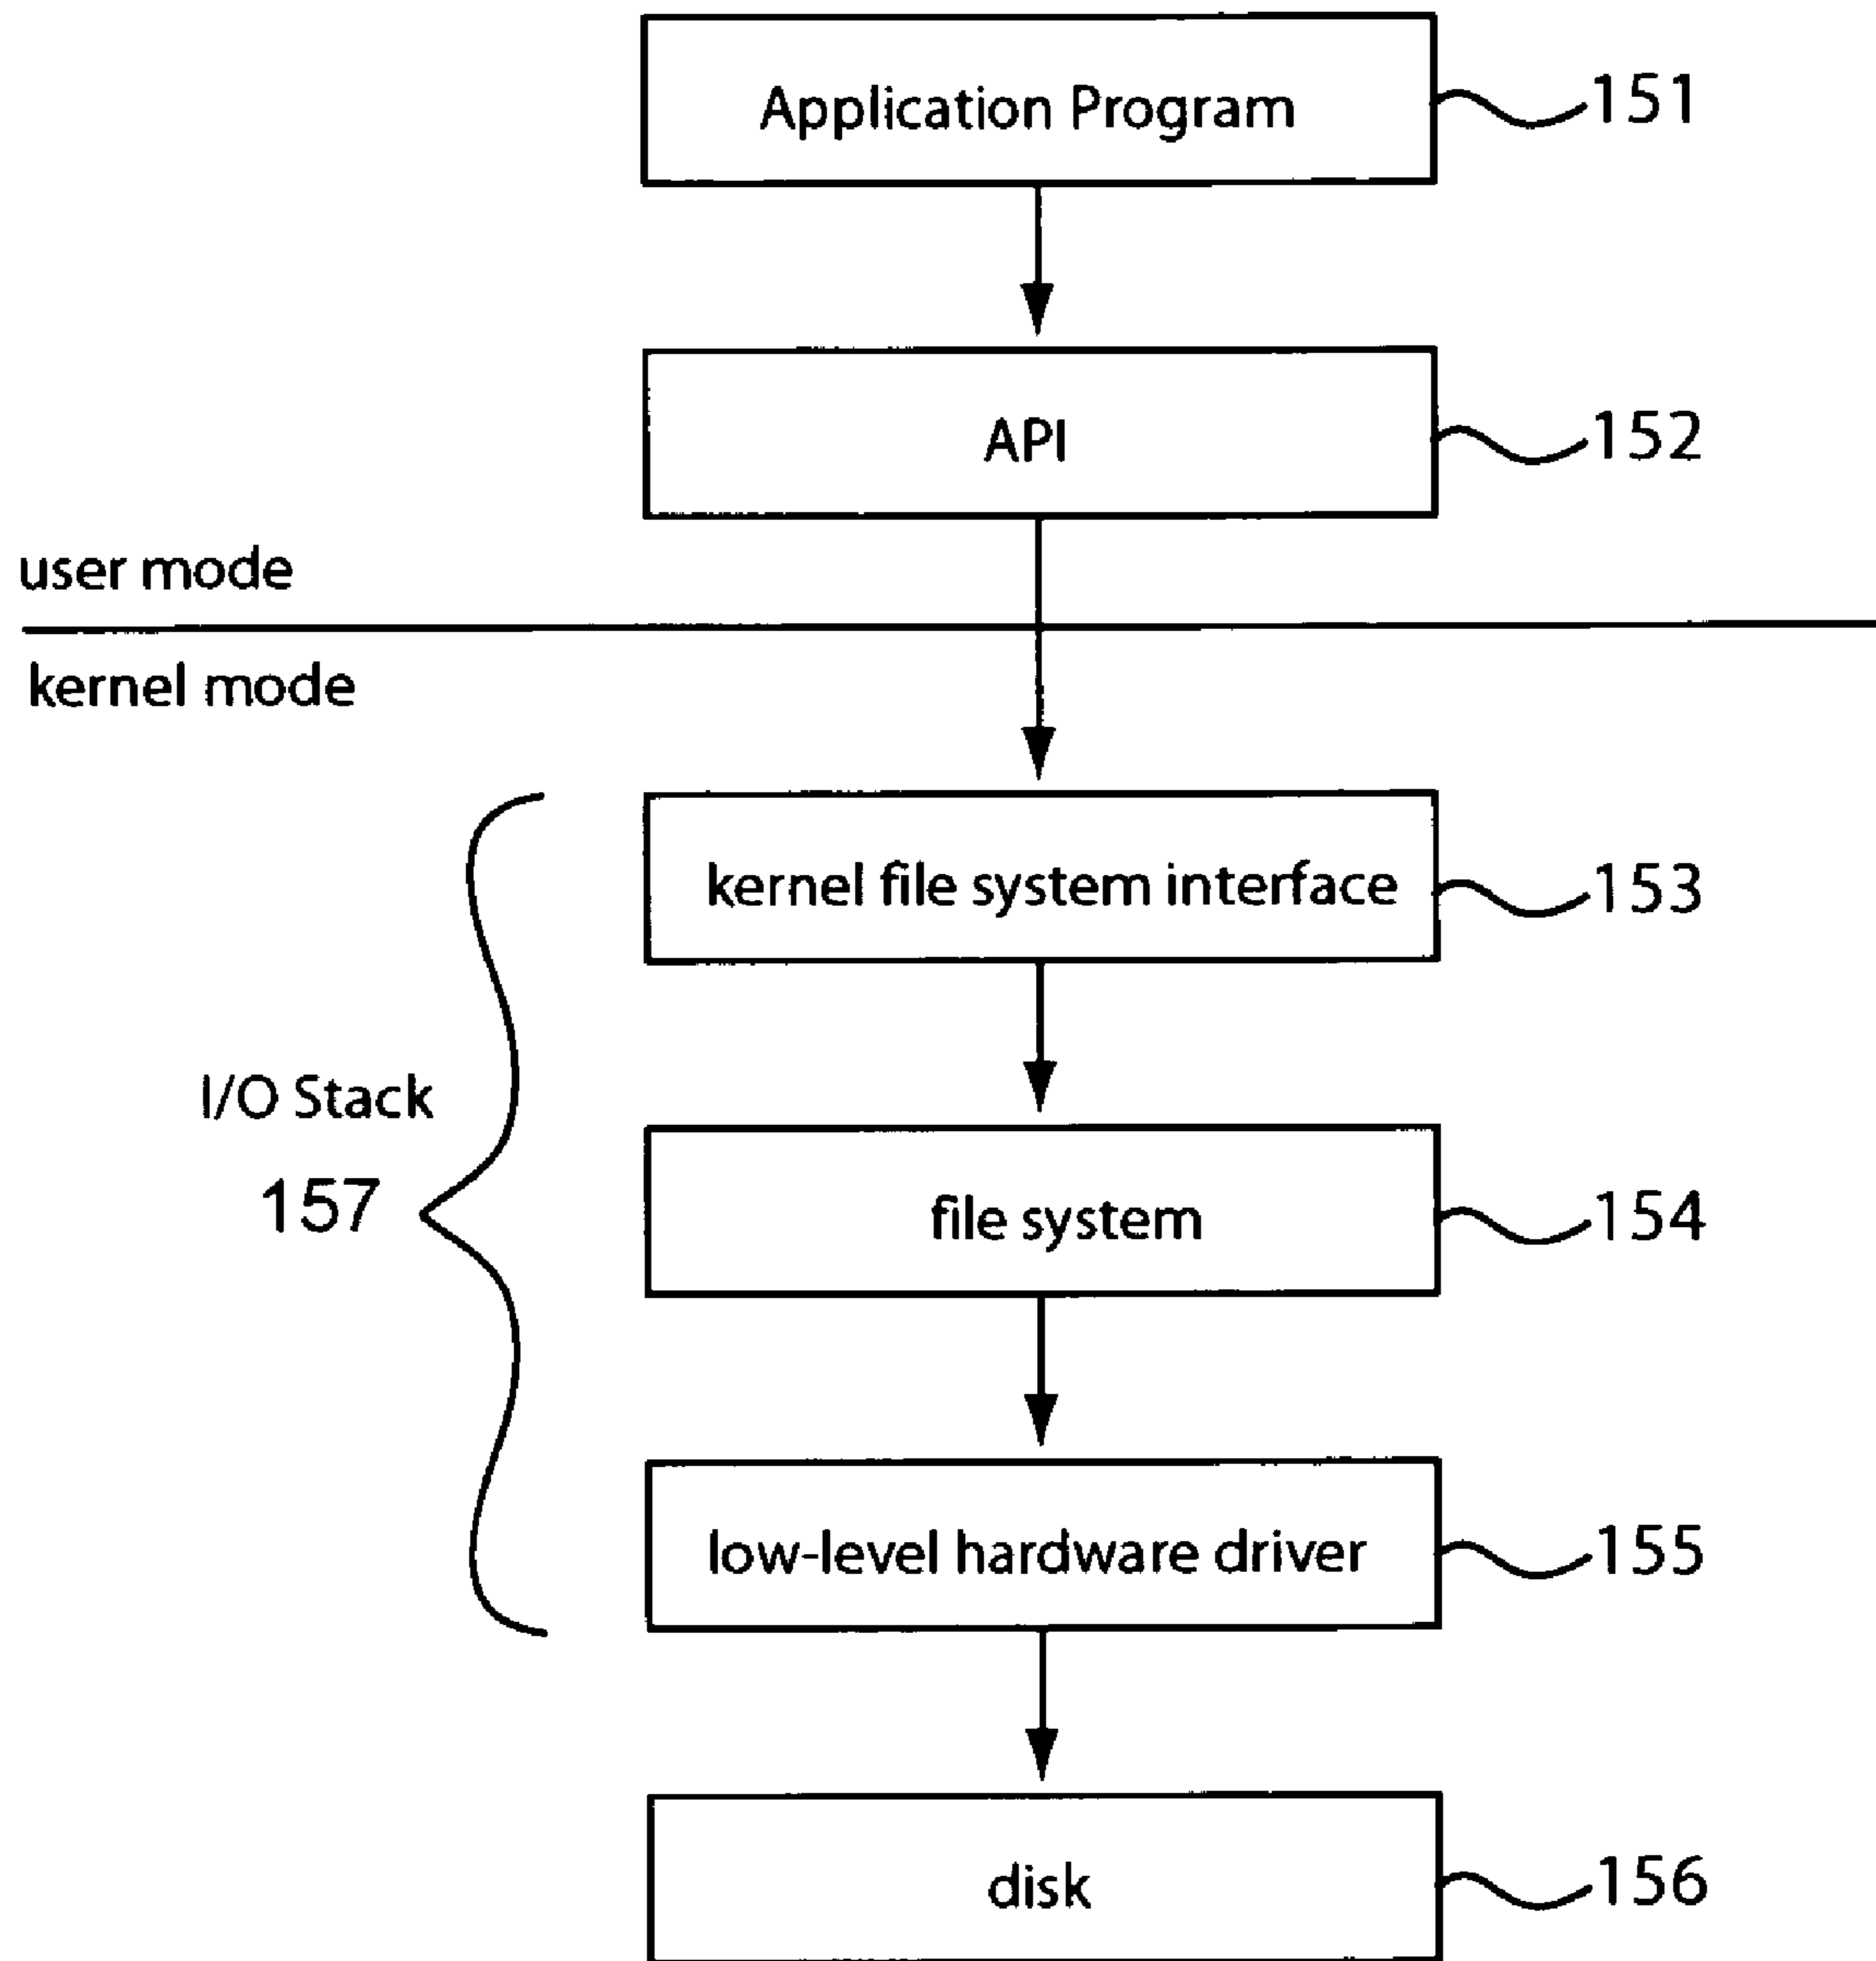 Application Program
151
API
152
user mode
kernel mode
kernel file system interface
153
I/O Stack
157
file system
154
low-level hardware driver
155
disk
156